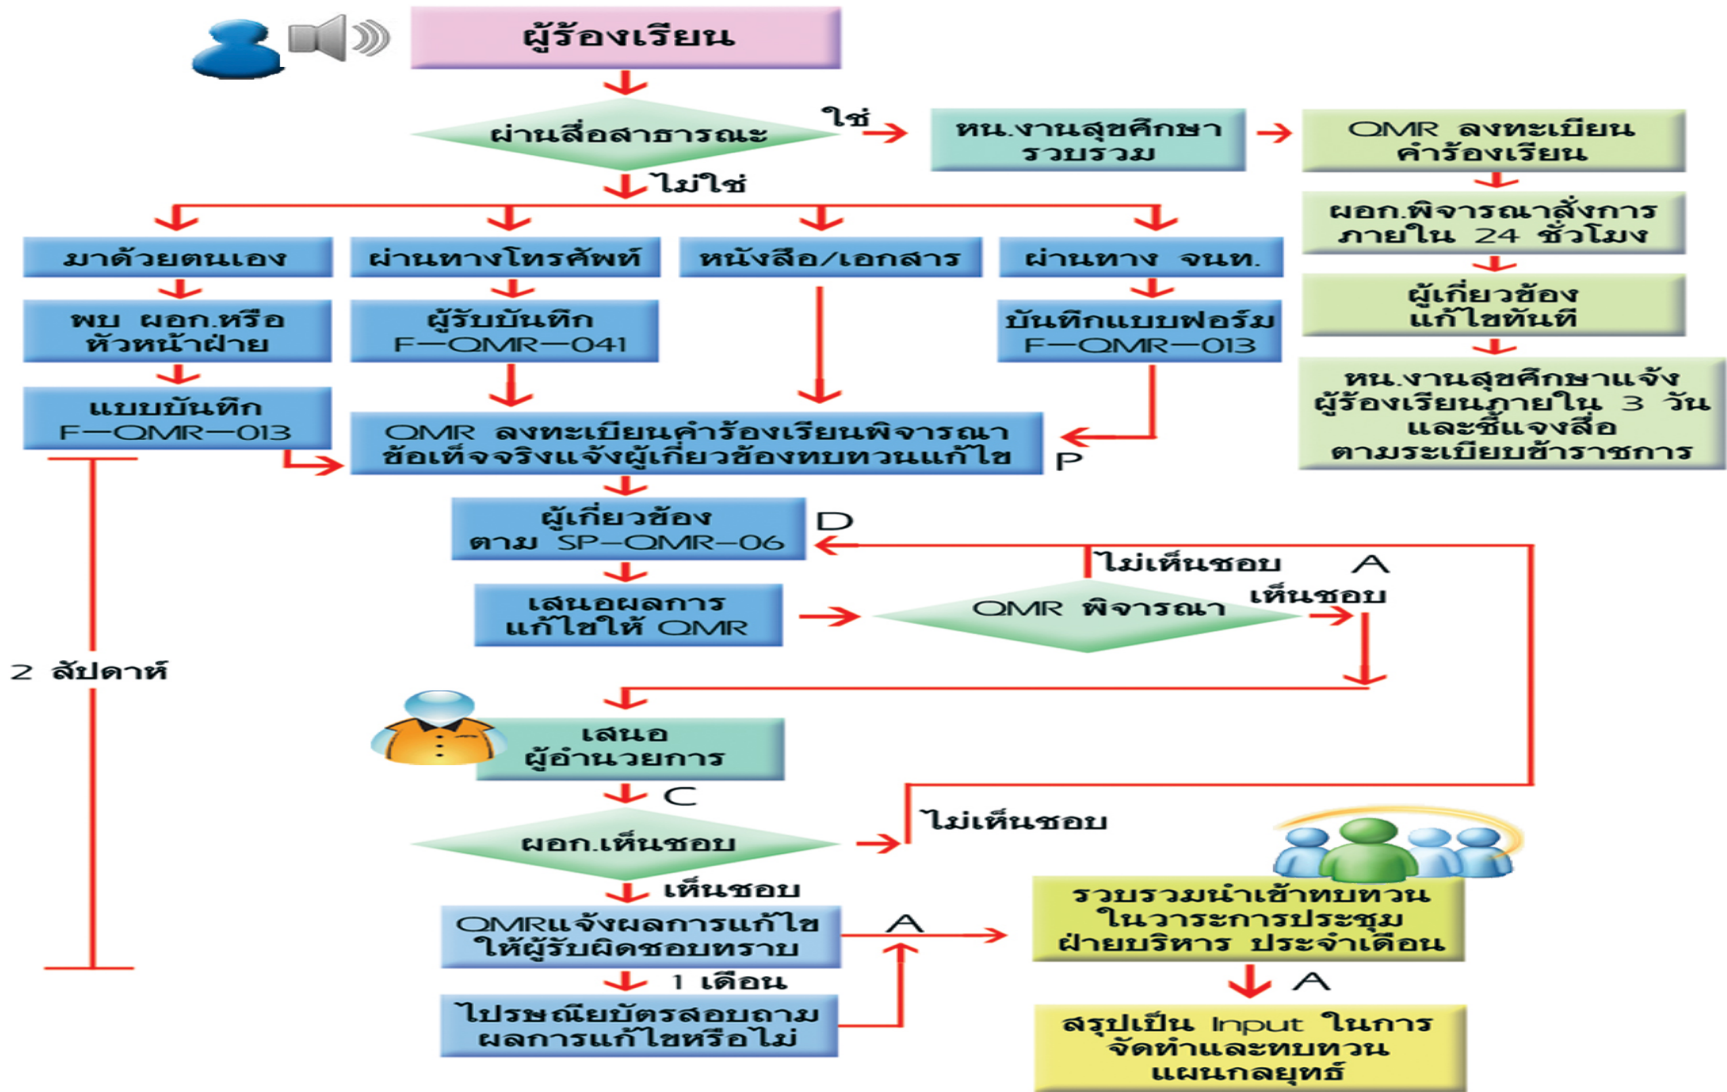 ผู้ร้องเรียน
ผ่านสื่อสาธารณะ
ใช่
หน.งานสุขศึกษา
รวบรวม
QMR ลงทะเบียน
คำร้องเรียน
ไม่ใช่
ผอก.พิจารณาสั่งการ
ภายใน 24 ชั่วโมง
ผู้เกี่ยวข้อง
แก้ไขทันที
หน.งานสุขศึกษาแจ้ง
ผู้ร้องเรียนภายใน 3 วัน
และชี้แจงสื่อ
ตามระเบียบข้าราชการ
มาด้วยตนเอง
ผ่านทางโทรศัพท์
หนังสือ/เอกสาร
ผ่านทาง จนท.
พบ ผอก.หรือ
หัวหน้าฝ่าย
ผู้รับบันทึก
F-QMR-041
บันทึกแบบฟอร์ม
F-QMR-013
แบบบันทึก
F-QMR-013
QMR ลงทะเบียนคำร้องเรียนพิจารณา
ข้อเท็จจริงแจ้งผู้เกี่ยวข้องทบทวนแก้ไข
P
ผู้เกี่ยวข้อง
ตาม SP-QMR-06
D
ไม่เห็นชอบ
A
เสนอผลการ
แก้ไขให้ QMR
QMR พิจารณา
เห็นชอบ
2 สัปดาห์
เสนอ
ผู้อำนวยการ
C
ผอก.เห็นชอบ
ไม่เห็นชอบ
เห็นชอบ
QMRแจ้งผลการแก้ไข
ให้ผู้รับผิดชอบทราบ
A
รวบรวมนำเข้าทบทวน
ในวาระการประชุม
ฝ่ายบริหาร ประจำเดือน
1 เดือน
A
ไปรษณียบัตรสอบถาม
ผลการแก้ไขหรือไม่
สรุปเป็น Input ในการ
จัดทำและทบทวน
แผนกลยุทธ์